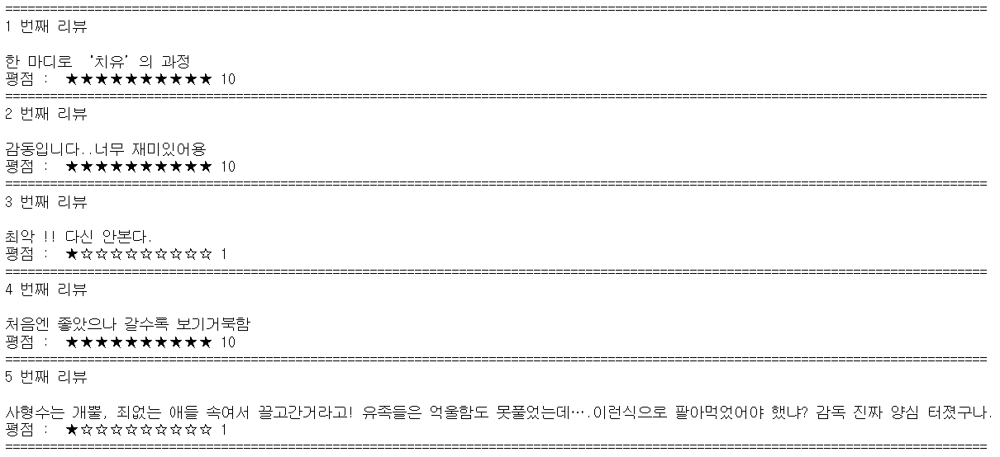 ================================================================================
1 번째 리뷰
한 마디로 '치유' 의 과정
평점 : ★★★★★★★★★★ 10
================================================================================
2 번째 리뷰
감동입니다..너무 재미있어용
평점 : ★★★★★★★★★★ 10
================================================================================
3 번째 리뷰
최악 !! 다신 안본다.
평점 : ★☆☆☆☆☆☆☆☆☆ 1
================================================================================
4 번째 리뷰
처음엔 좋았으나 갈수록 보기거북함
평점 : ★★★★★★★★★★ 10
================================================================================
5 번째 리뷰
사형수는 개뿔, 죄없는 애들 속여서 끌고간거라고! 유족들은 억울함도 못풀었는데….이런식으로 팔아먹었어야 했냐? 감독 진짜 양심 터졌구나.
평점 : ★☆☆☆☆☆☆☆☆☆ 1
================================================================================